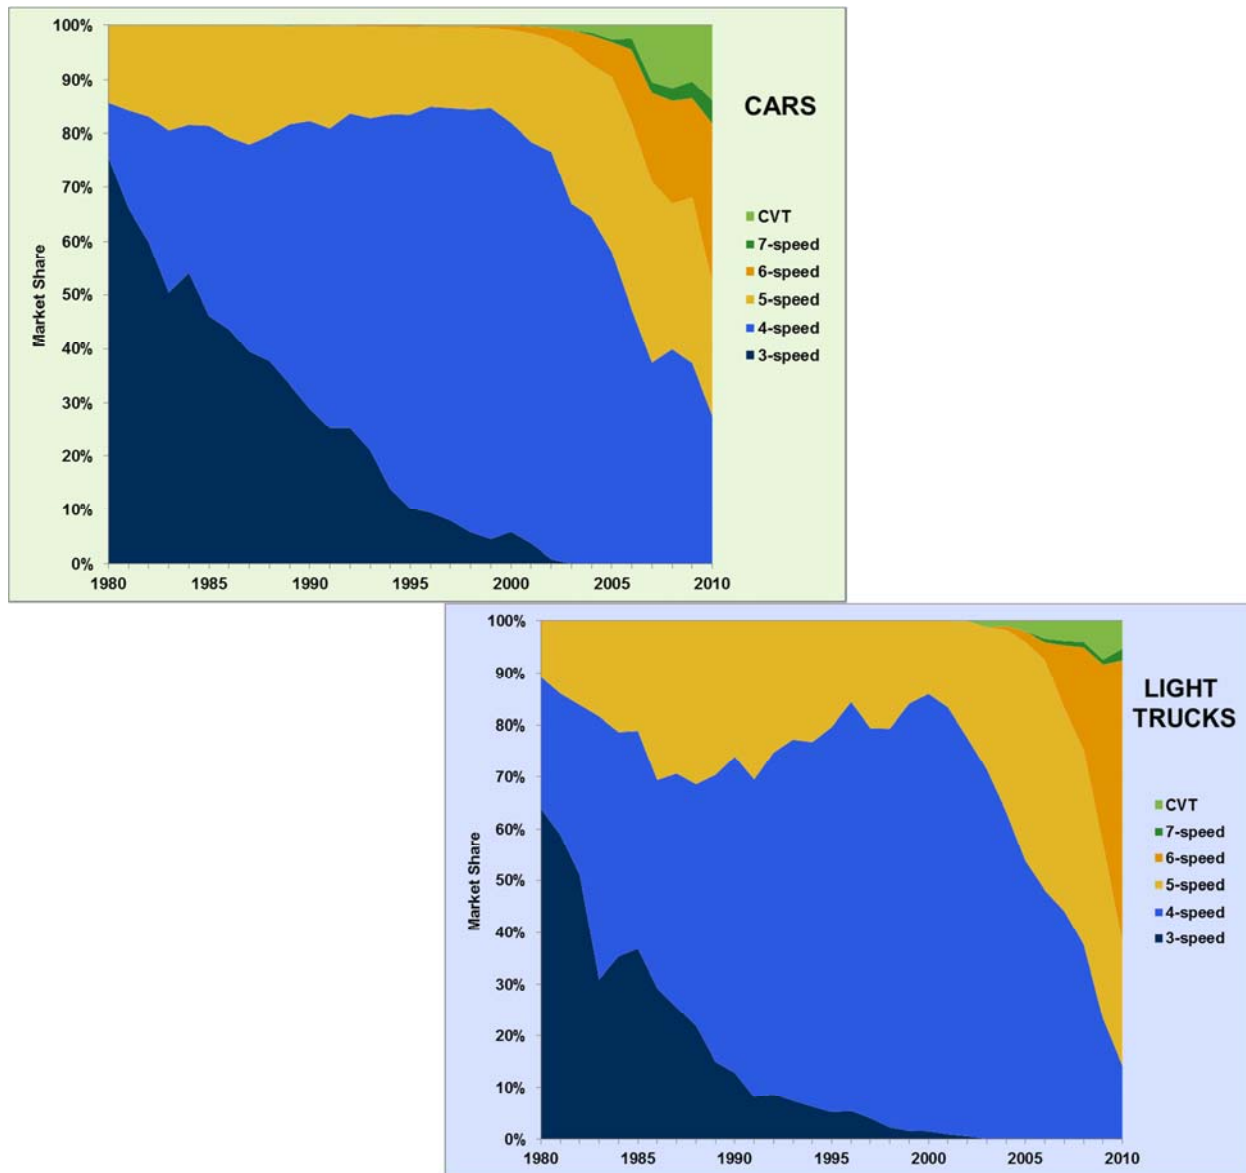 100%
90%
CARS
80%
70%
60%
50%
40%
30%
20%
10%
0%
Market Share
CVT
7-speed
6-speed
5-speed
4-speed
3-speed
1980 1985 1990 1995 2000 2005 2010
100%
90%
LIGHT
TRUCKS
80%
70%
60%
50%
40%
30%
20%
10%
0%
Market Share
CVT
7-speed
6-speed
5-speed
4-speed
3-speed
1980 1985 1990 1995 2000 2005 2010